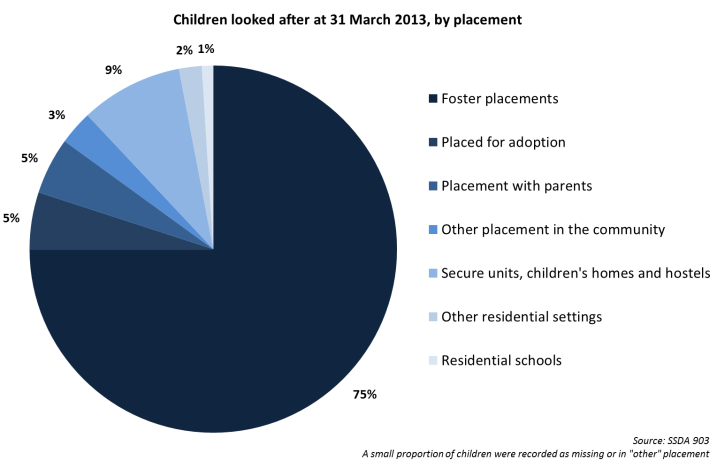 Children looked after at 31 March 2013, by placement
2% 1%
9%
3%
5%
5%
75%
Foster placements
Placed for adoption
Placement with parents
Other placement in the community
Secure units, children's homes and hostels
Other residential settings
Residential schools
Source: SSDA 903
A small proportion of children were recorded as missing or in "other" placement